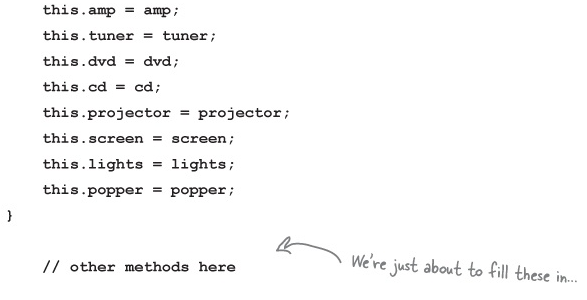 this.amp = amp;
this.tuner = tuner;
this.dvd = dvd;
this.cd = cd;
this.projector = projector;
this.screen = screen;
this.lights = lights;
this.popper = popper;
}
// other methods here
We're just about to fill these in...